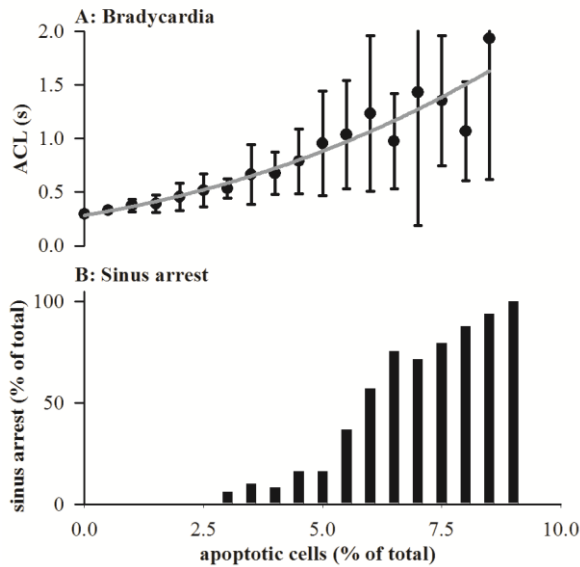 A: Bradycardia
2.0
1.5
1.0
0.5
0.0
ACL (s)
B: Sinus arrest
100
50
0
sinus arrest (% of total)
0.0 2.5 5.0 7.5 10.0
apoptotic cells (% of total)